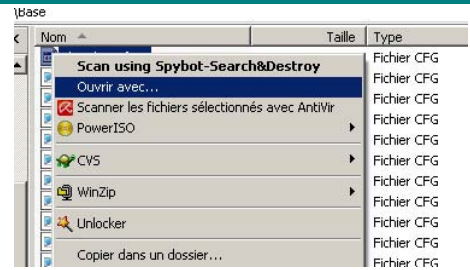 \Base
Nom Taille Type
Fichier CFG
Scan using Spybot-Search&Destroy
Fichier CFG
Ouvrir avec...
Fichier CFG
Scanner les fichiers sélectionnés avec AntiVir
Fichier CFG
PowerISO
Fichier CFG
Fichier CFG
CVS
Fichier CFG
WinZip
Fichier CFG
Fichier CFG
Unlocker
Fichier CFG
Copier dans un dossier...
Fichier CFG